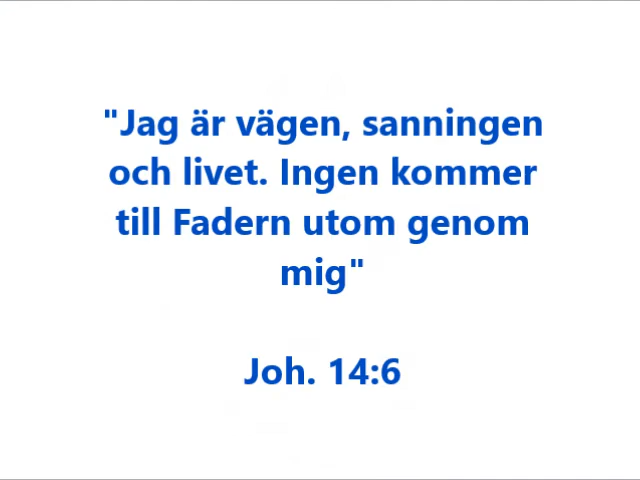 "Jag är vägen, sanningen
och livet. Ingen kommer
till Fadern utom genom
mig"
Joh. 14:6